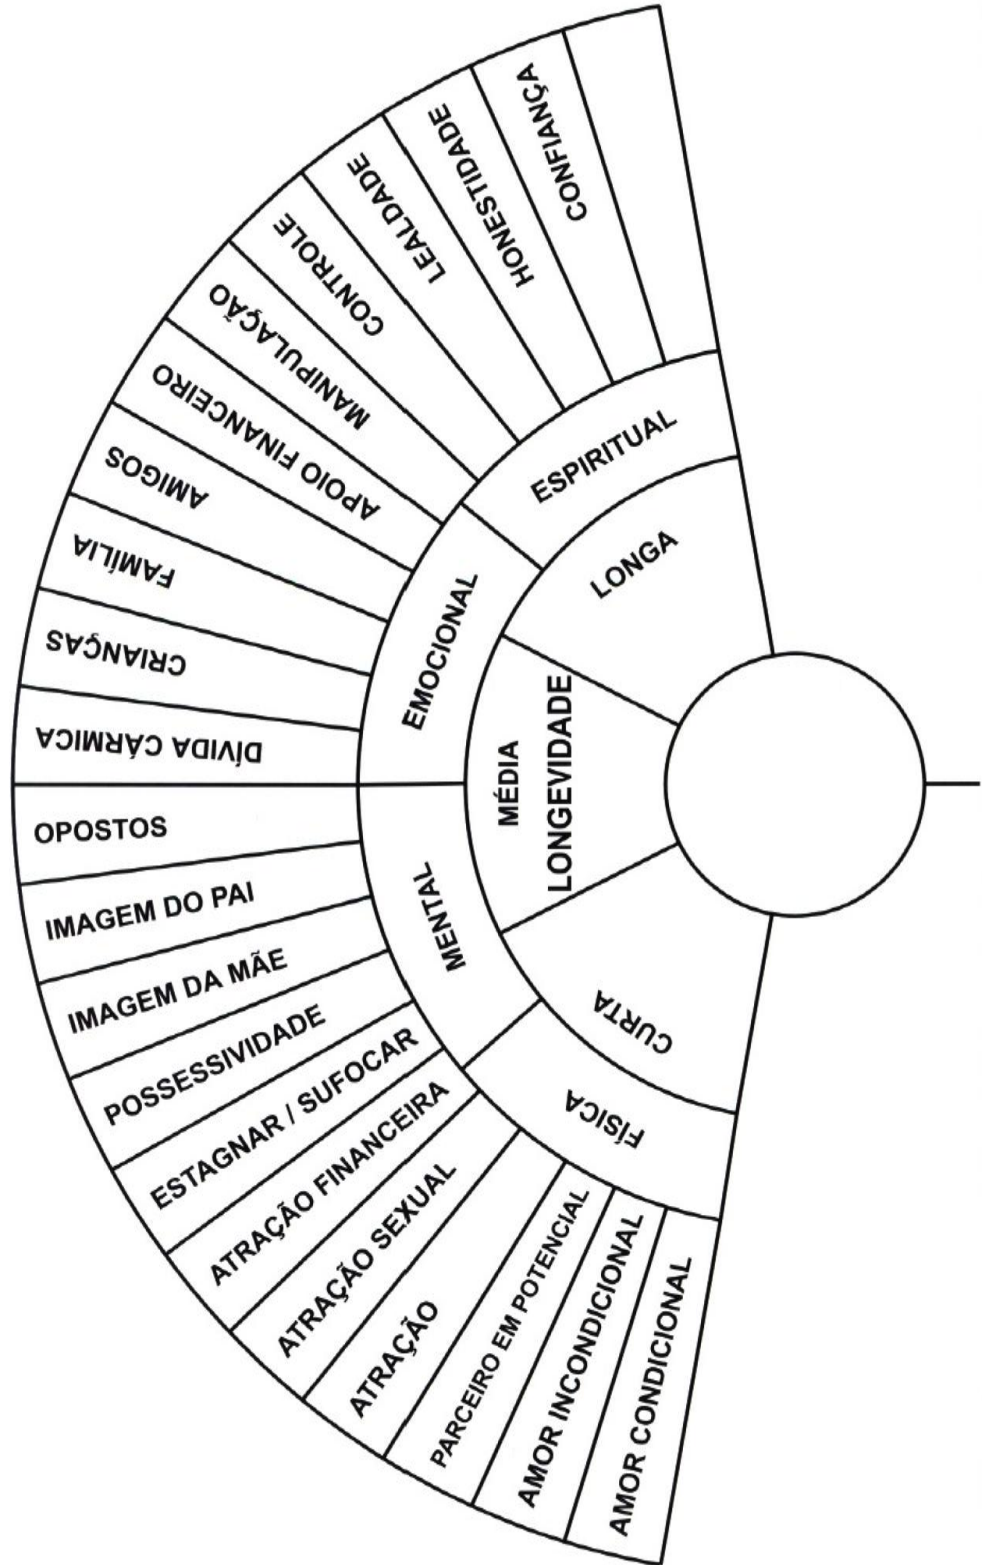 CONFIANÇA
HONESTIDADE
LEALDADE
CONTROLE
MANIPULAÇÃO
APOIO FINANCEIRO
AMIGOS
FAMÍLIA
CRIANÇAS
DÍVIDA CÁRMICA
OPOSTOS
IMAGEM DO PAI
IMAGEM DA MÃE
POSSESSIVIDADE
ESTAGNAR / SUFOCAR
ATRAÇÃO FINANCEIRA
ATRAÇÃO SEXUAL
ATRAÇÃO
PARCEIRO EM POTENCIAL
AMOR INCONDICIONAL
AMOR CONDICIONAL
ESPIRITUAL
EMOCIONAL
MENTAL
FÍSICA
LONGA
MÉDIA
LONGEVIDADE
CURTA